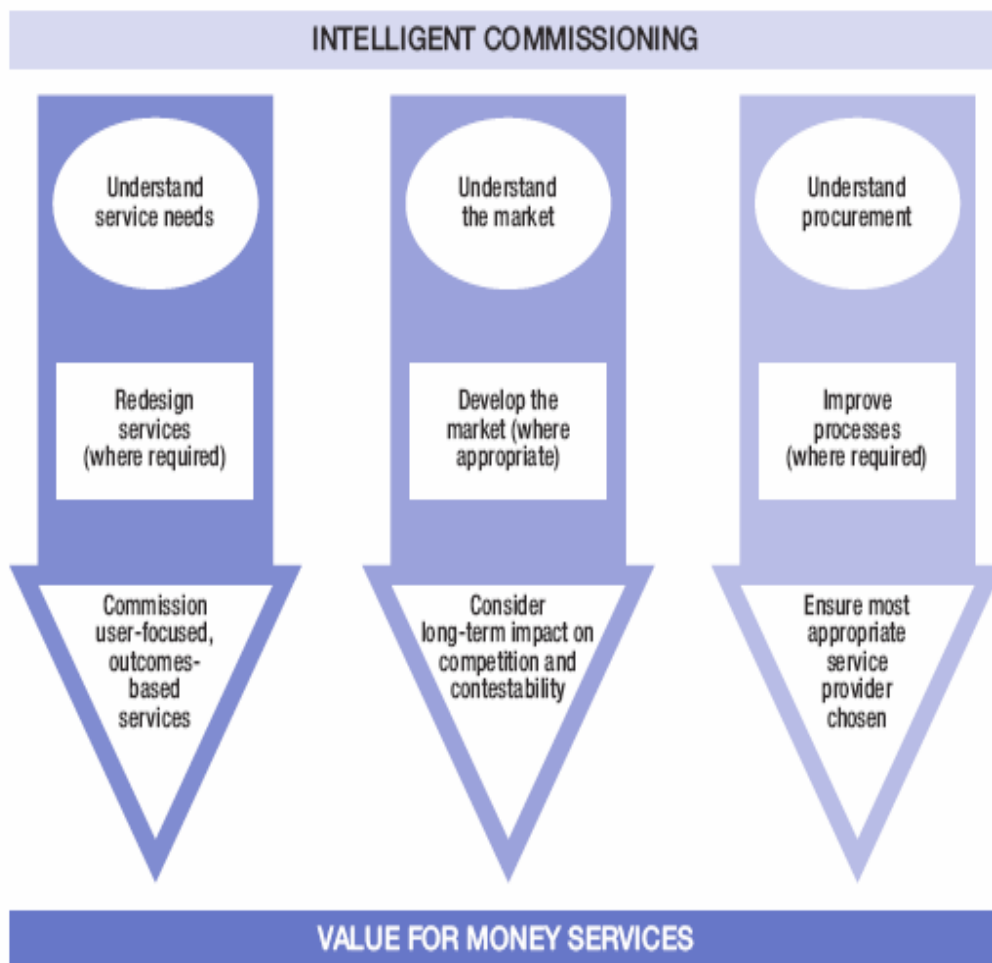 INTELLIGENT COMMISSIONING
Understand
service needs
Redesign
services
(where required)
Commission
user-focused,
outcomes-
based
services
Understand
the market
Develop the
market (where
appropriate)
Consider
long-term impact on
competition and
contestability
Understand
procurement
Improve
processes
(where required)
Ensure most
appropriate
service
provider
chosen
VALUE FOR MONEY SERVICES